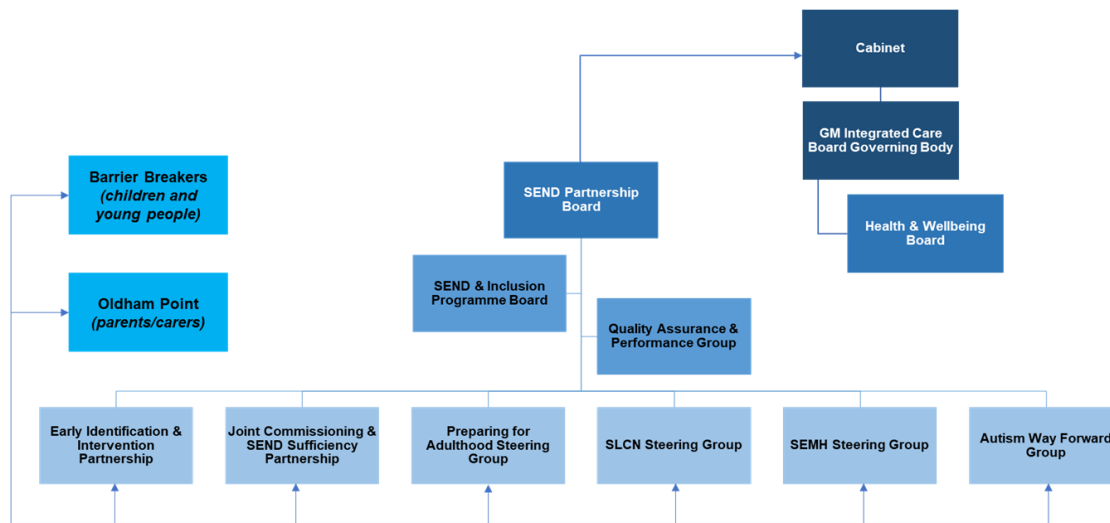 Cabinet
GM Integrated Care
Board Governing Body
Health & Wellbeing
Board
SEND Partnership
Board
Barrier Breakers
(children and
young people)
Oldham Point
(parents/carers)
SEND & Inclusion
Programme Board
Quality Assurance &
Performance Group
Early Identification &
Intervention
Partnership
Joint Commissioning &
SEND Sufficiency
Partnership
Preparing for
Adulthood Steering
Group
SLCN Steering Group
SEMH Steering Group
Autism Way Forward
Group